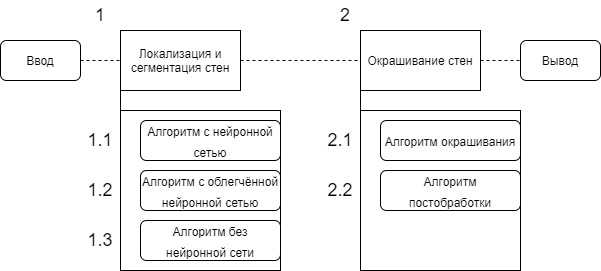 1
2
Ввод
Локализация и
сегментация стен
Окрашивание стен
Вывод
1.1
Алгоритм с нейронной
сетью
1.2
Алгоритм с облегчённой
нейронной сетью
1.3
Алгоритм без
нейронной сети
2.1
Алгоритм окрашивания
2.2
Алгоритм
постобработки